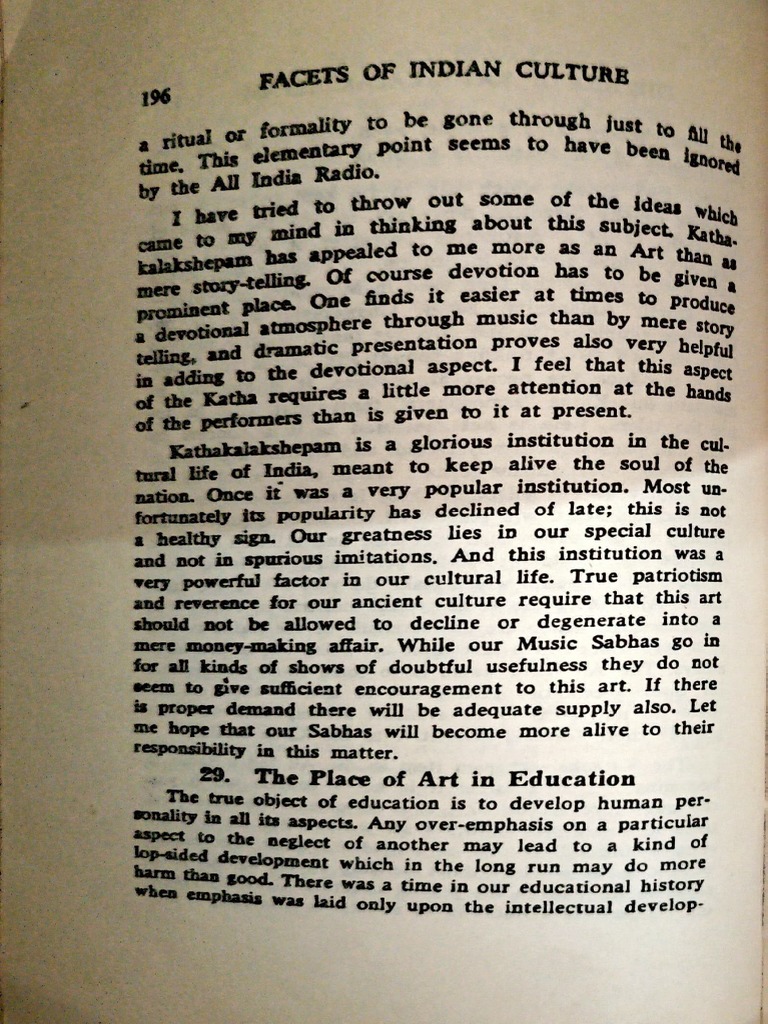 196
FACETS OF INDIAN CULTURE
a ritual or formality to be gone through just to fill the
time. This elementary point seems to have been ignored
by the All India Radio.
I have tried to throw out some of the ideas which
came to my mind in thinking about this subject. Katha-
kalakshepam has appealed to me more as an Art than as
mere story-telling. Of course devotion has to be given a
prominent place. One finds it easier at times to produce
a devotional atmosphere through music than by mere story
telling, and dramatic presentation proves also very helpful
in adding to the devotional aspect. I feel that this aspect
of the Katha requires a little more attention at the hands
of the performers than is given to it at present.
Kathakalakshepam is a glorious institution in the cul-
tural life of India, meant to keep alive the soul of the
nation. Once it was a very popular institution. Most un-
fortunately its popularity has declined of late; this is not
a healthy sign. Our greatness lies in our special culture
and not in spurious imitations. And this institution was a
very powerful factor in our cultural life. True patriotism
and reverence for our ancient culture require that this art
should not be allowed to decline or degenerate into a
mere money-making affair. While our Music Sabhas go in
for all kinds of shows of doubtful usefulness they do not
seem to give sufficient encouragement to this art. If there
is proper demand there will be adequate supply also. Let
me hope that our Sabhas will become more alive to their
responsibility in this matter.
29. The Place of Art in Education
The true object of education is to develop human per-
sonality in all its aspects. Any over-emphasis on a particular
aspect to the neglect of another may lead to a kind of
lop-sided development which in the long run may do more
harm than good. There was a time in our educational history
when emphasis was laid only upon the intellectual develop-